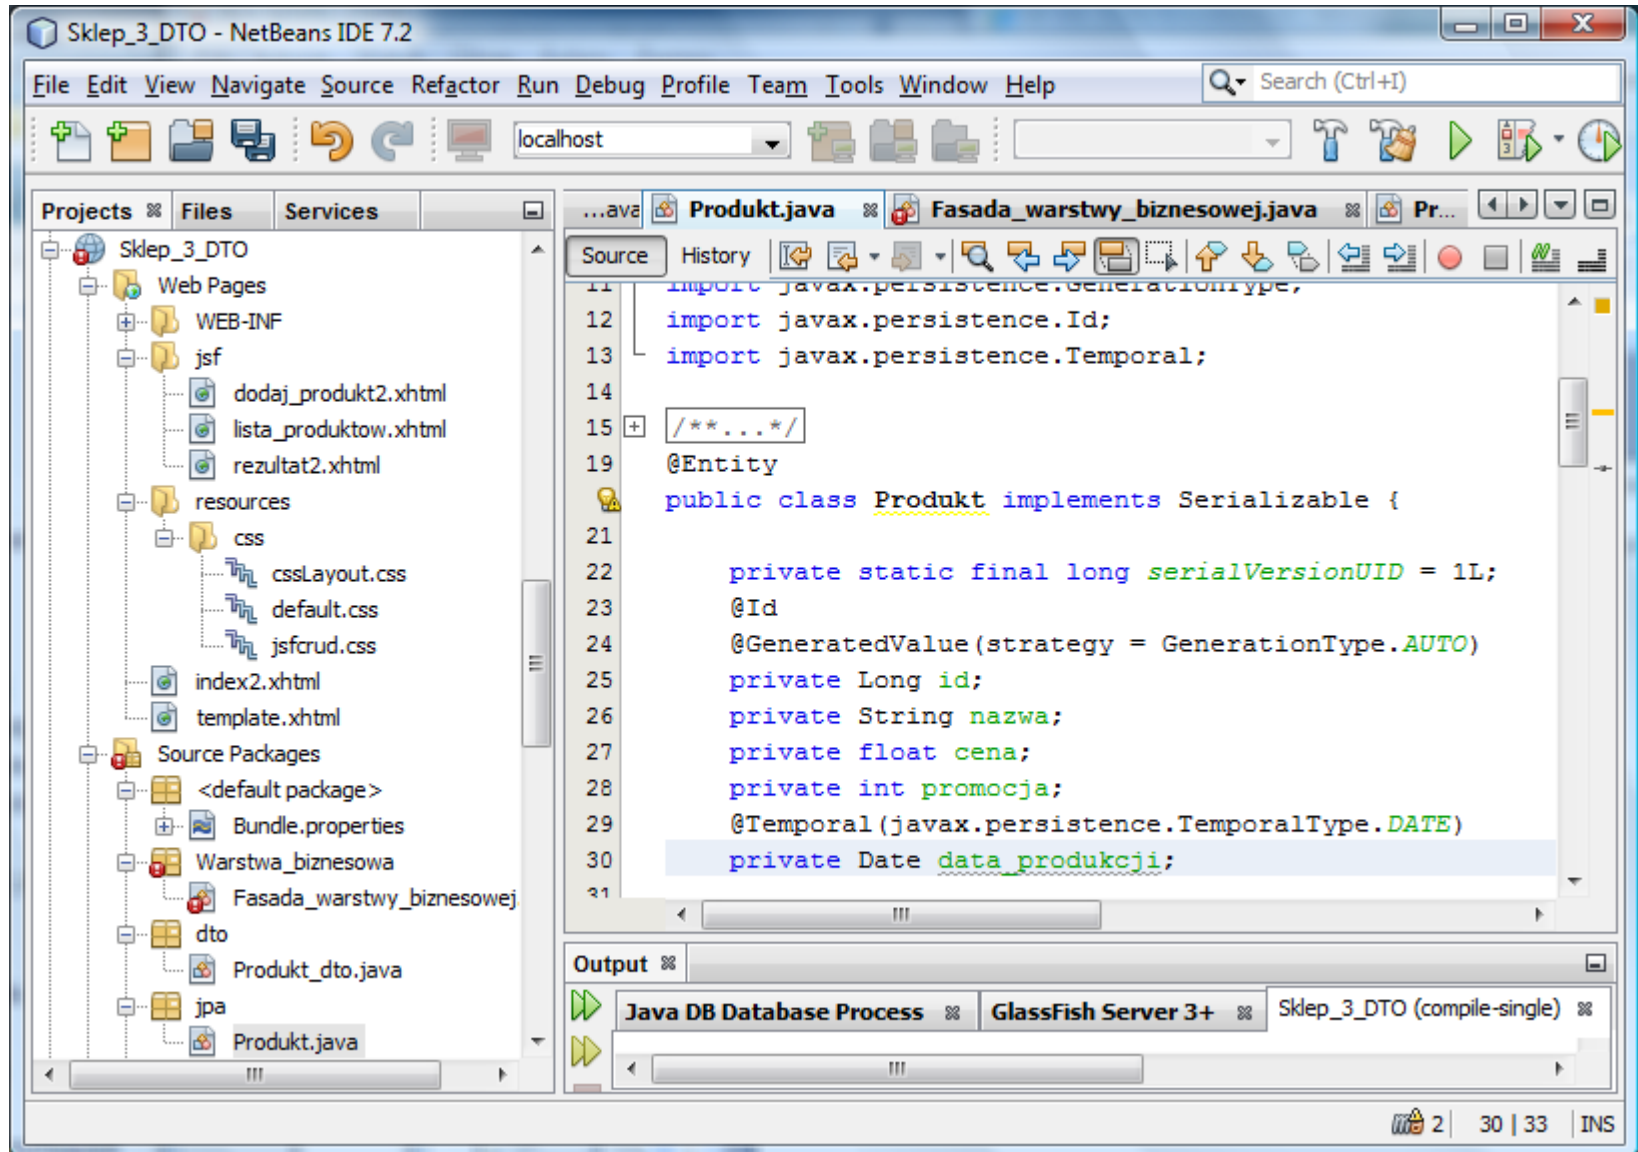 Sklep_3_DTO - NetBeans IDE 7.2
File Edit View Navigate Source Refactor Run Debug Profile Team Tools Window Help
Search (Ctrl+I)
localhost
Projects Files Services
Sklep_3_DTO
Web Pages
WEB-INF
jsf
dodaj_produkt2.xhtml
lista_produktow.xhtml
rezultat2.xhtml
resources
css
cssLayout.css
default.css
jsfcrud.css
index2.xhtml
template.xhtml
Source Packages
<default package>
Bundle.properties
Warstwa_biznesowa
Fasada_warstwy_biznesowej.
dto
Produkt_dto.java
jpa
Produkt.java
...ava Produkt.java Fasada_warstwy_biznesowej.java Pr...
Source History
11 import javax.persistence.GenerationType;
12 import javax.persistence.Id;
13 import javax.persistence.Temporal;
14
15 /**...*/
19 @Entity
public class Produkt implements Serializable {
21
22 private static final long serialVersionUID = 1L;
23 @Id
24 @GeneratedValue(strategy = GenerationType.AUTO)
25 private Long id;
26 private String nazwa;
27 private float cena;
28 private int promocja;
29 @Temporal(javax.persistence.TemporalType.DATE)
30 private Date data_produkcji;
31
Output
Java DB Database Process GlassFish Server 3+ Sklep_3_DTO (compile-single)
2 30 | 33 INS